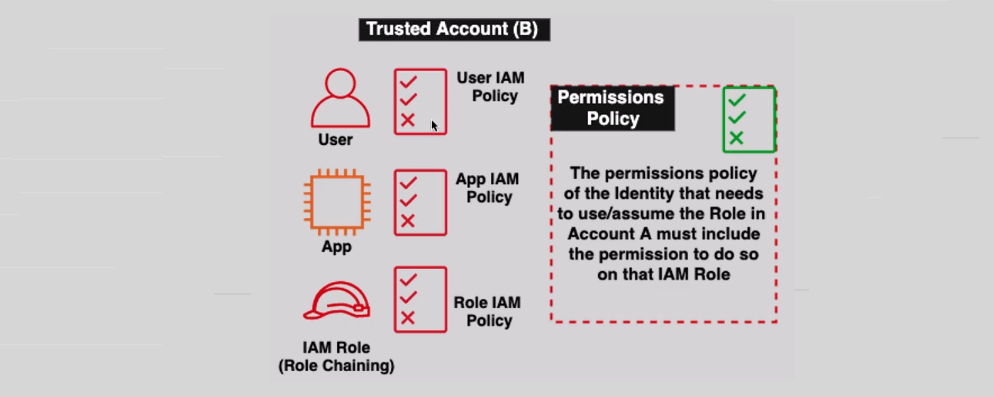 Trusted Account (B)
User IAM
Policy
User
App IAM
Policy
App
Role IAM
Policy
IAM Role
(Role Chaining)
Permissions
Policy
The permissions policy
of the Identity that needs
to use/assume the Role in
Account A must include
the permission to do so
on that IAM Role